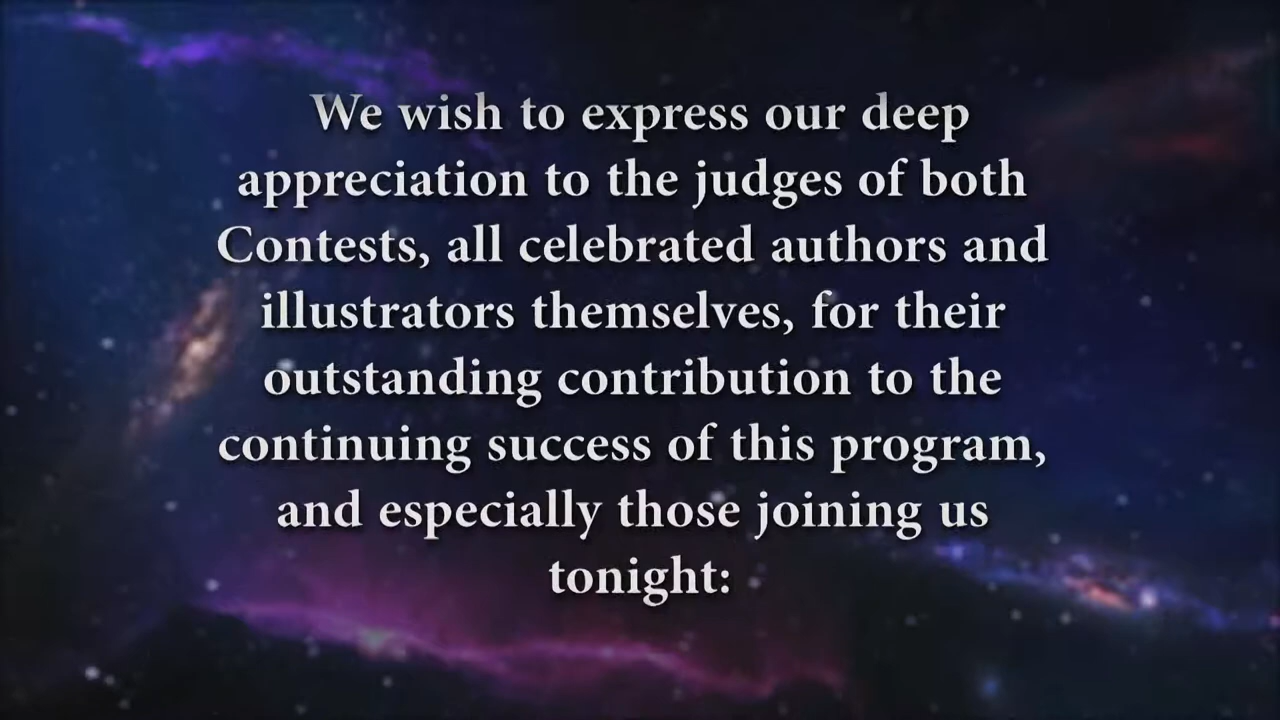 We wish to express our deep
appreciation to the judges of both
Contests, all celebrated authors and
illustrators themselves, for their
outstanding contribution to the
continuing success of this program,
and especially those joining us
tonight: